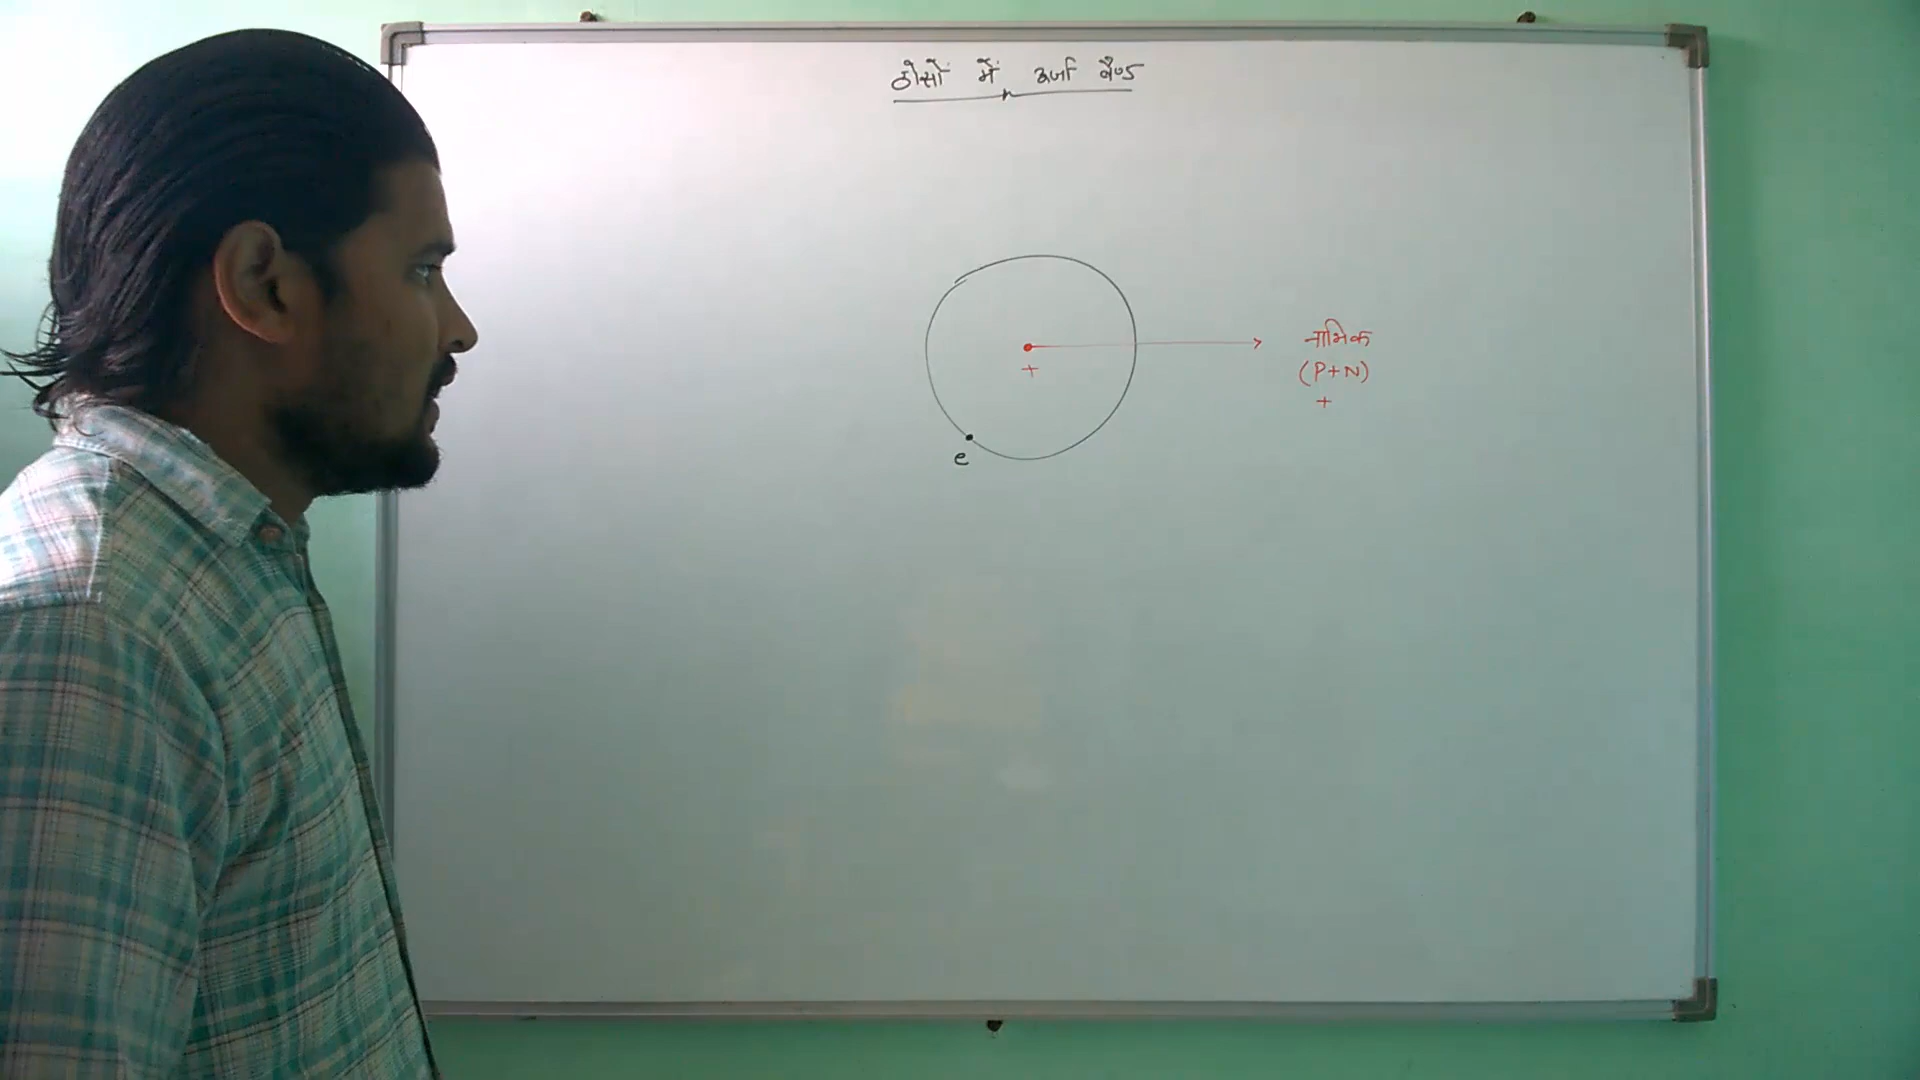 ठोसों में ऊर्जा बैण्ड
नाभिक
(P+N)
+
+
e